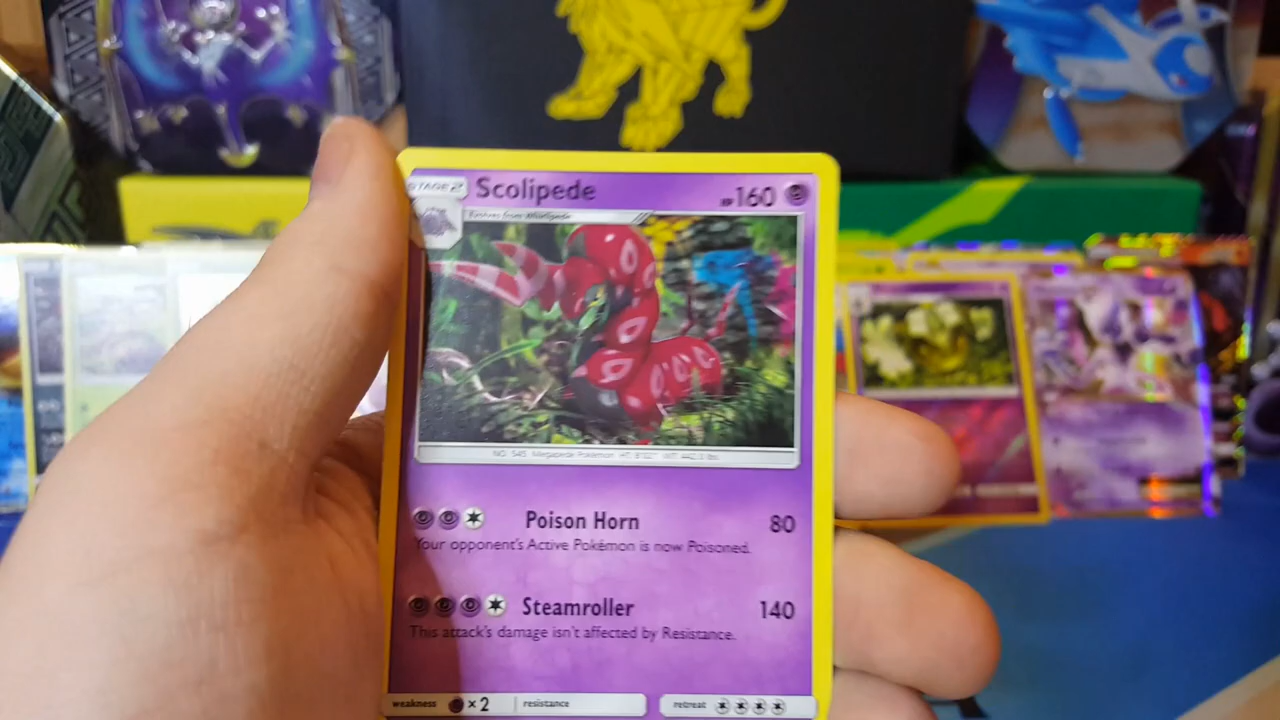 STAGE 2
Scolipede
HP 160
Evolves from Whirlipede
NO. 545 Megapede Pokémon HT: 8'02" WT: 442.0 lbs.
Poison Horn 80
Your opponent's Active Pokémon is now Poisoned.
Steamroller 140
This attack's damage isn't affected by Resistance.
weakness ×2 resistance retreat